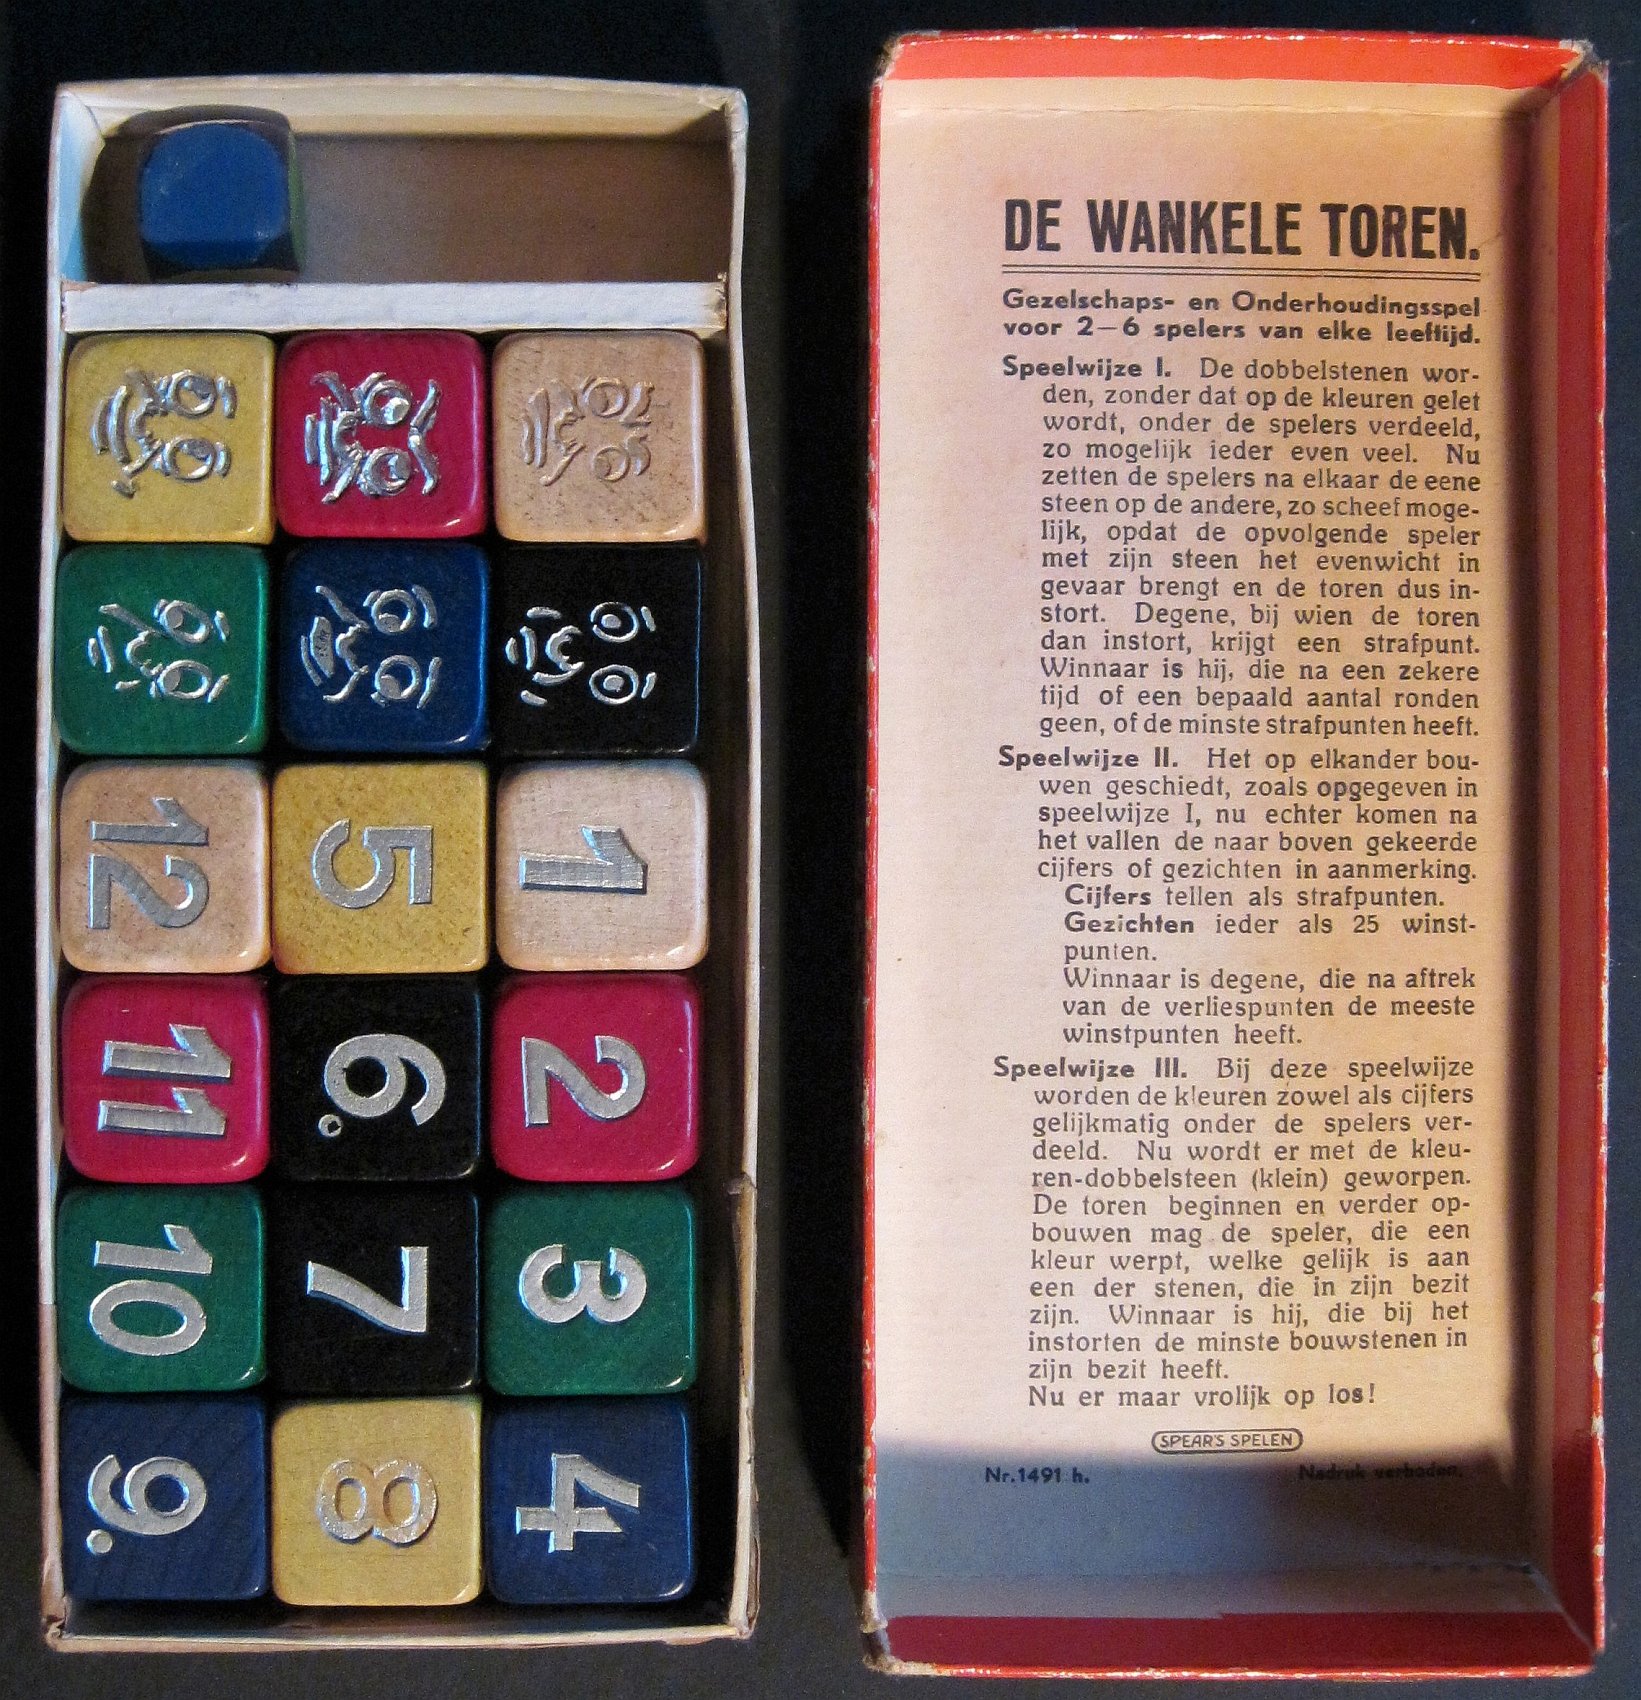 12
5
1
11
6.
2
10
7
3
9.
8
4
DE WANKELE TOREN.
Gezelschaps- en Onderhoudingsspel
voor 2—6 spelers van elke leeftijd.
Speelwijze I. De dobbelstenen wor-
den, zonder dat op de kleuren gelet
wordt, onder de spelers verdeeld,
zo mogelijk ieder even veel. Nu
zetten de spelers na elkaar de eene
steen op de andere, zo scheef moge-
lijk, opdat de opvolgende speler
met zijn steen het evenwicht in
gevaar brengt en de toren dus in-
stort. Degene, bij wien de toren
dan instort, krijgt een strafpunt.
Winnaar is hij, die na een zekere
tijd of een bepaald aantal ronden
geen, of de minste strafpunten heeft.
Speelwijze II. Het op elkander bou-
wen geschiedt, zoals opgegeven in
speelwijze I, nu echter komen na
het vallen de naar boven gekeerde
cijfers of gezichten in aanmerking.
Cijfers tellen als strafpunten.
Gezichten ieder als 25 winst-
punten.
Winnaar is degene, die na aftrek
van de verliespunten de meeste
winstpunten heeft.
Speelwijze III. Bij deze speelwijze
worden de kleuren zowel als cijfers
gelijkmatig onder de spelers ver-
deeld. Nu wordt er met de kleu-
ren-dobbelsteen (klein) geworpen.
De toren beginnen en verder op-
bouwen mag de speler, die een
kleur werpt, welke gelijk is aan
een der stenen, die in zijn bezit
zijn. Winnaar is hij, die bij het
instorten de minste bouwstenen in
zijn bezit heeft.
Nu er maar vrolijk op los!
SPEAR'S SPELEN
Nr.1491 h. Nadruk verboden.